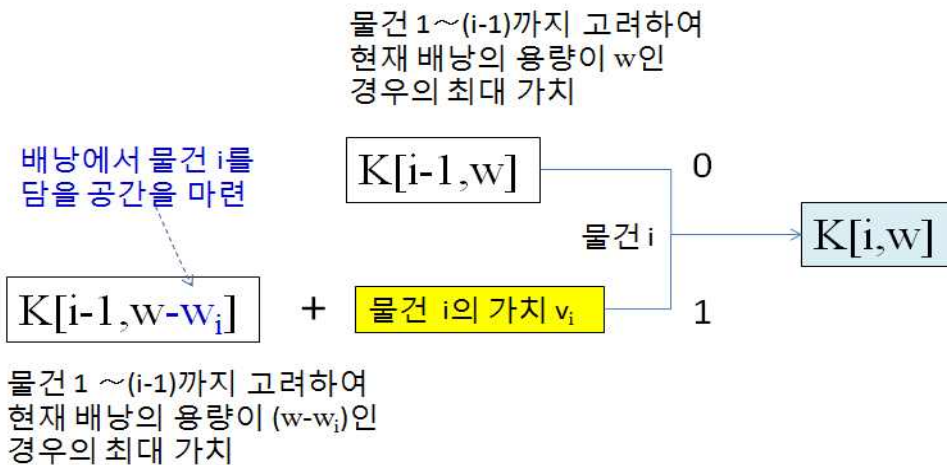 물건 1～(i-1)까지 고려하여
현재 배낭의 용량이 w인
경우의 최대 가치
배낭에서 물건 i를
담을 공간을 마련
K[i-1,w]
0
물건 i
K[i,w]
K[i-1,w-wᵢ] + 물건 i의 가치 vᵢ
1
물건 1 ～(i-1)까지 고려하여
현재 배낭의 용량이 (w-wᵢ)인
경우의 최대 가치